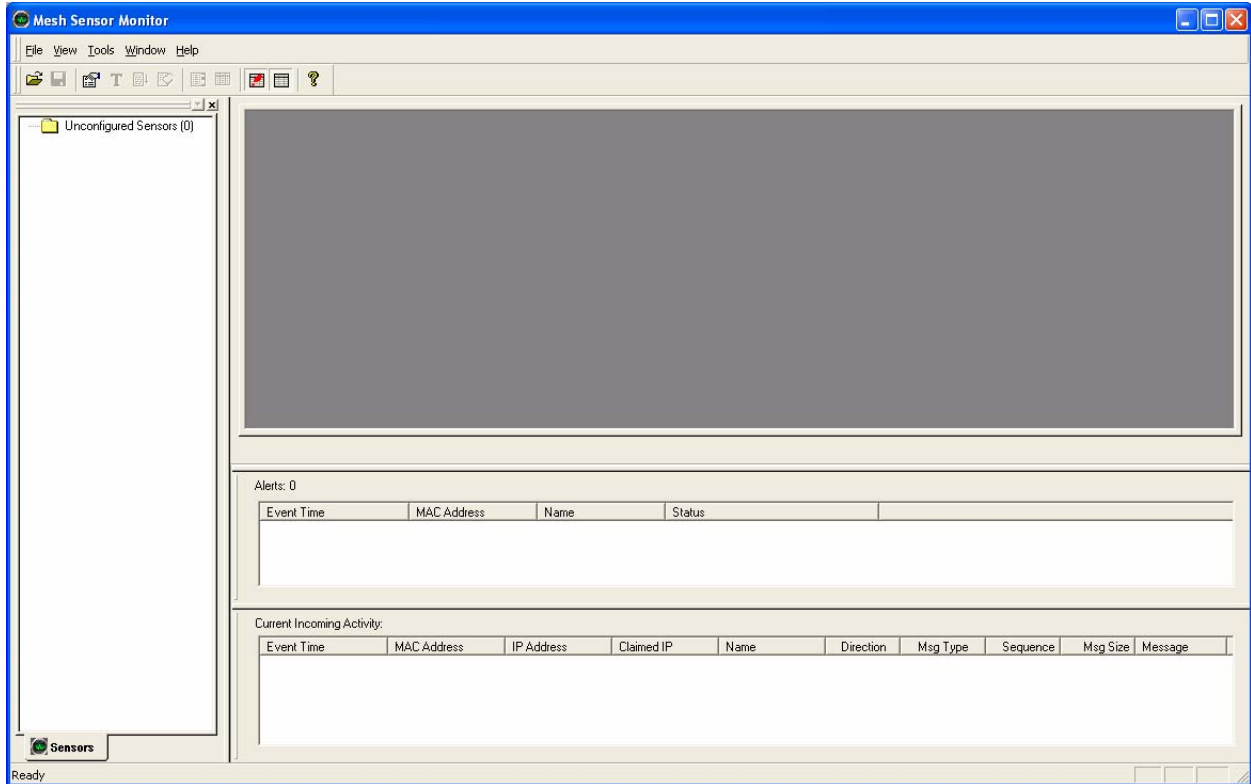 Mesh Sensor Monitor
File View Tools Window Help
Unconfigured Sensors (0)
Alerts: 0
Event Time MAC Address Name Status
Current Incoming Activity:
Event Time MAC Address IP Address Claimed IP Name Direction Msg Type Sequence Msg Size Message
Sensors
Ready